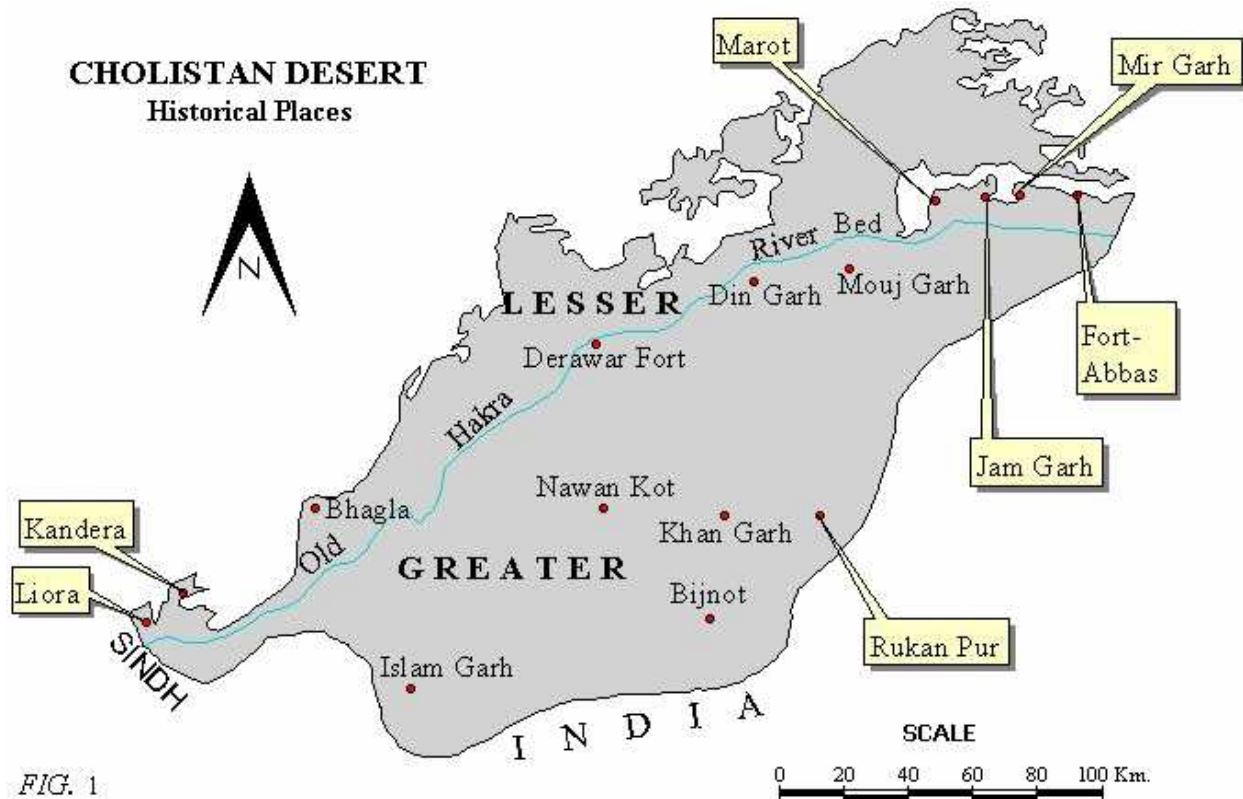 CHOLISTAN DESERT
Historical Places
N
Marot
Mir Garh
River Bed
LESSER
Din Garh
Mouj Garh
Derawar Fort
Fort-
Abbas
Hakra
Jam Garh
Nawan Kot
Bhagla
Khan Garh
Kandera
Old
GREATER
Liora
Bijnot
Rukan Pur
SINDH
Islam Garh
INDIA
SCALE
0 20 40 60 80 100 Km.
FIG. 1